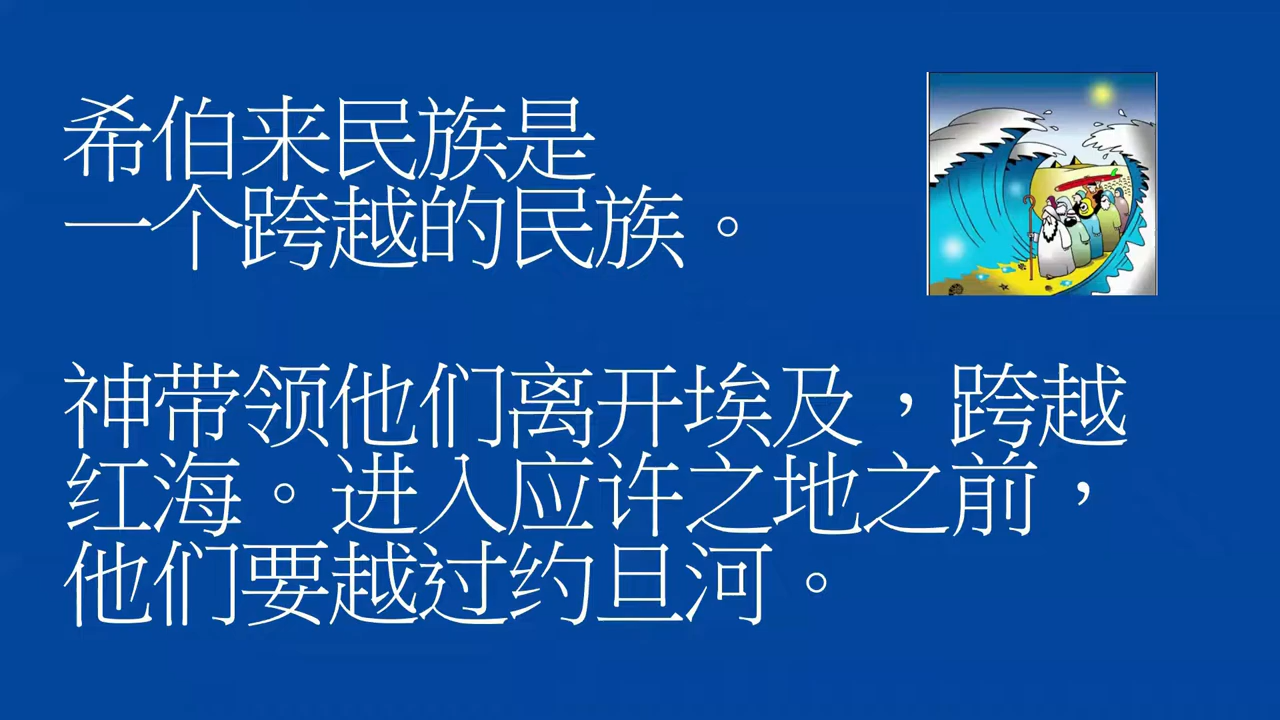 希伯来民族是
一个跨越的民族。
神带领他们离开埃及，跨越
红海。进入应许之地之前，
他们要越过约旦河。